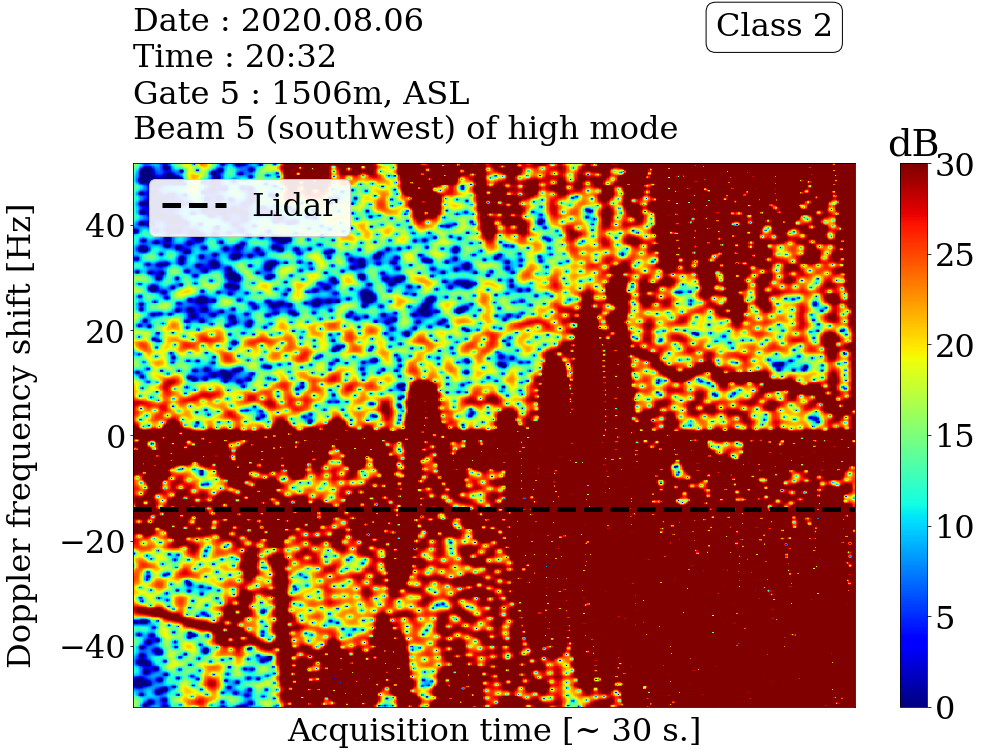 Date : 2020.08.06
Time : 20:32
Gate 5 : 1506m, ASL
Beam 5 (southwest) of high mode
Class 2
dB
Lidar
Doppler frequency shift [Hz]
40
20
0
−20
−40
Acquisition time [~ 30 s.]
30
25
20
15
10
5
0